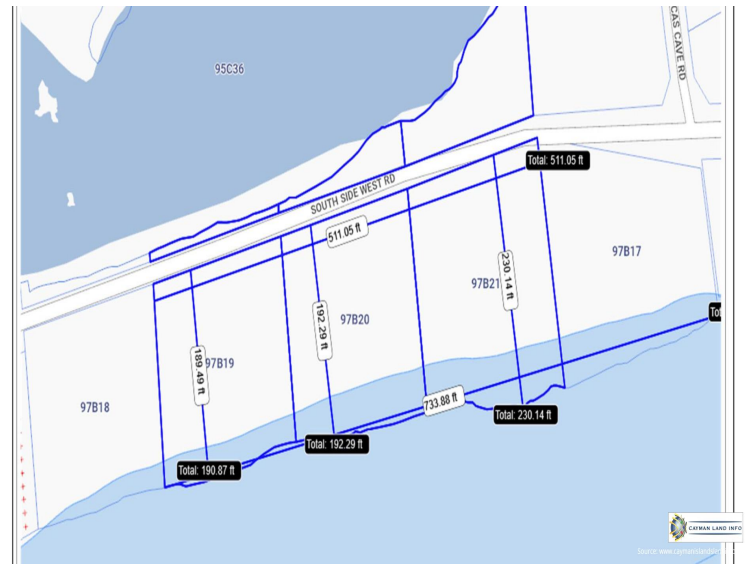 95C36
CAS CAVE RD
SOUTH SIDE WEST RD
Total: 511.05 ft
511.05 ft
97B17
230.14 ft
97B21
192.29 ft
97B20
189.49 ft
97B19
97B18
Tot
733.88 ft
Total: 230.14 ft
Total: 192.29 ft
Total: 190.87 ft
CAYMAN LAND INFO